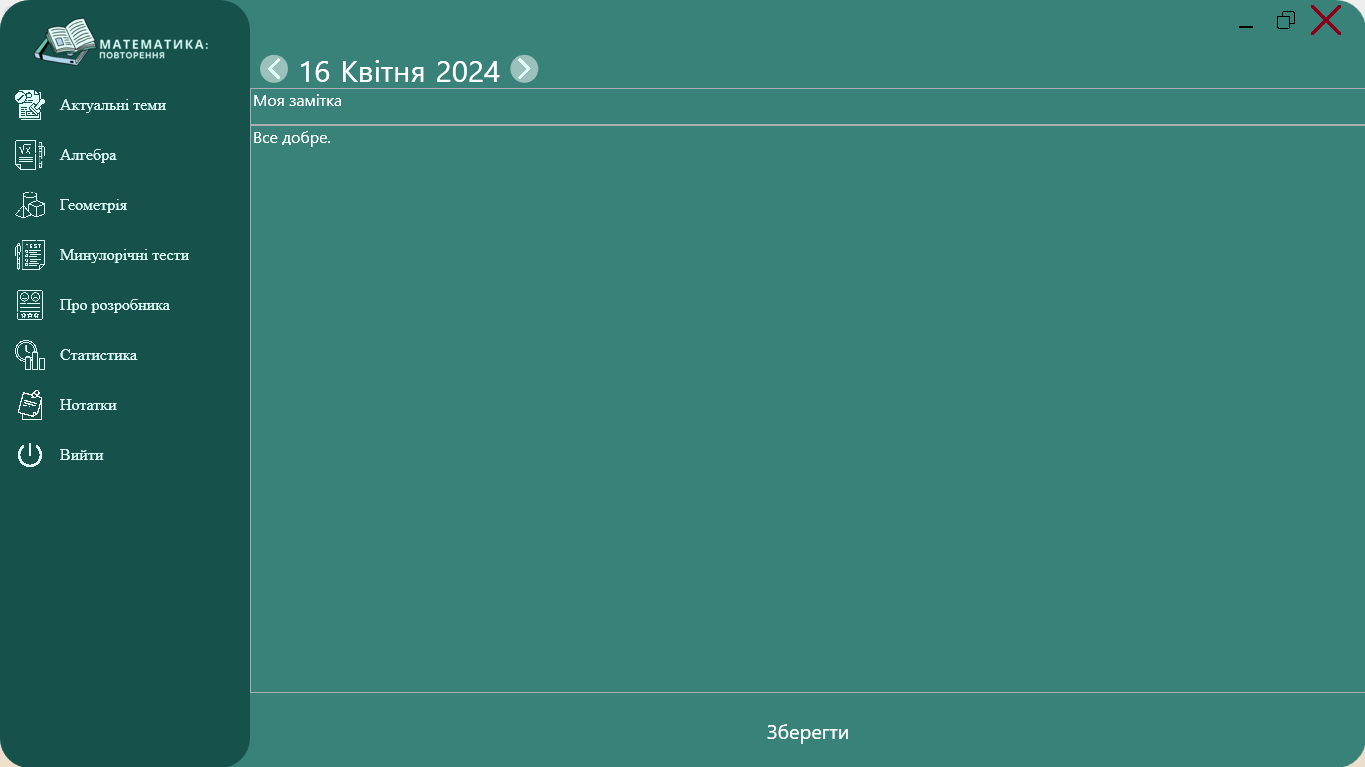 МАТЕМАТИКА:
ПОВТОРЕННЯ
Актуальні теми
Алгебра
Геометрія
TEST
Минулорічні тести
Про розробника
Статистика
Нотатки
Вийти
16 Квітня 2024
Моя замітка
Все добре.
Зберегти